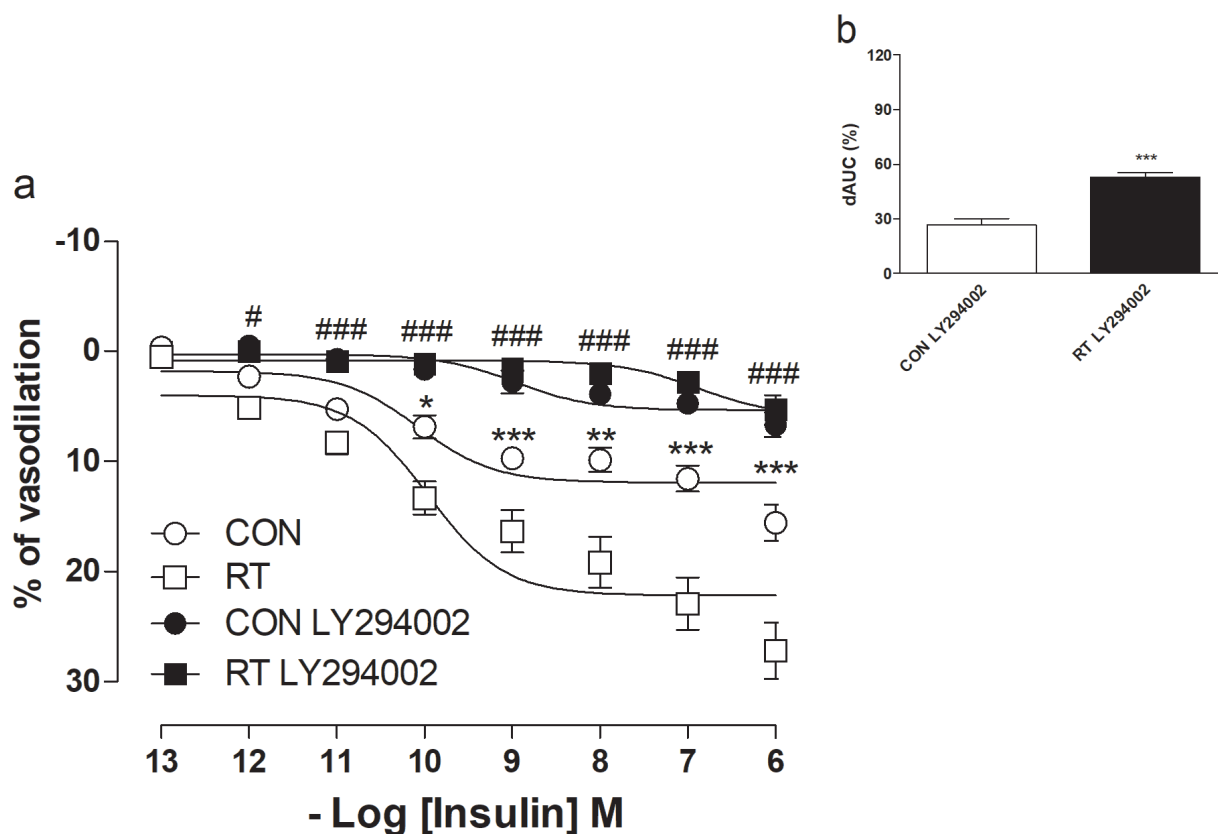 b
120
90
60
30
0
dAUC (%)
***
CON LY294002
RT LY294002
a
-10
0
10
20
30
% of vasodilation
# ### ### ### ### ### ###
* *** ** *** ***
CON
RT
CON LY294002
RT LY294002
13 12 11 10 9 8 7 6
- Log [Insulin] M